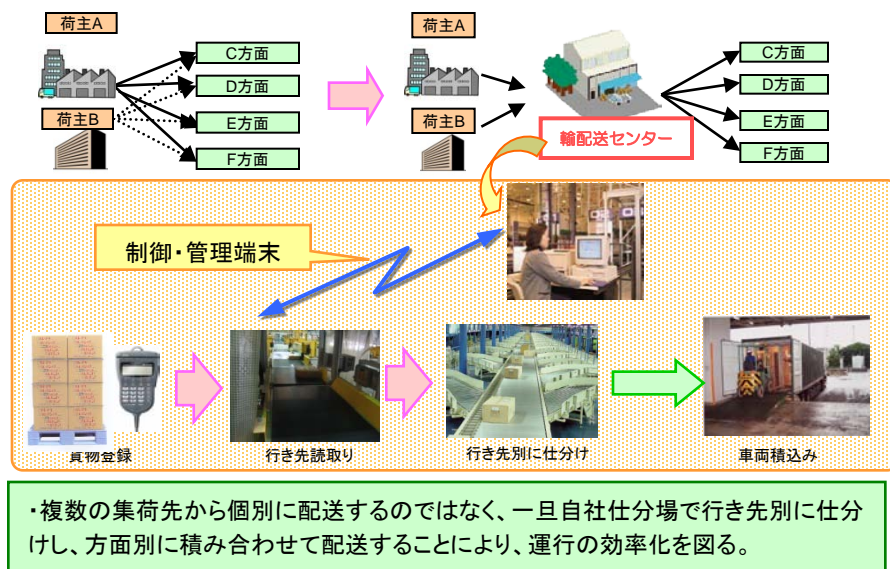 荷主A
C方面
D方面
荷主B
E方面
F方面
荷主A
荷主B
輸配送センター
C方面
D方面
E方面
F方面
制御・管理端末
貨物登録
行き先読取り
行き先別に仕分け
車両積込み
・複数の集荷先から個別に配送するのではなく、一旦自社仕分場で行き先別に仕分
けし、方面別に積み合わせて配送することにより、運行の効率化を図る。